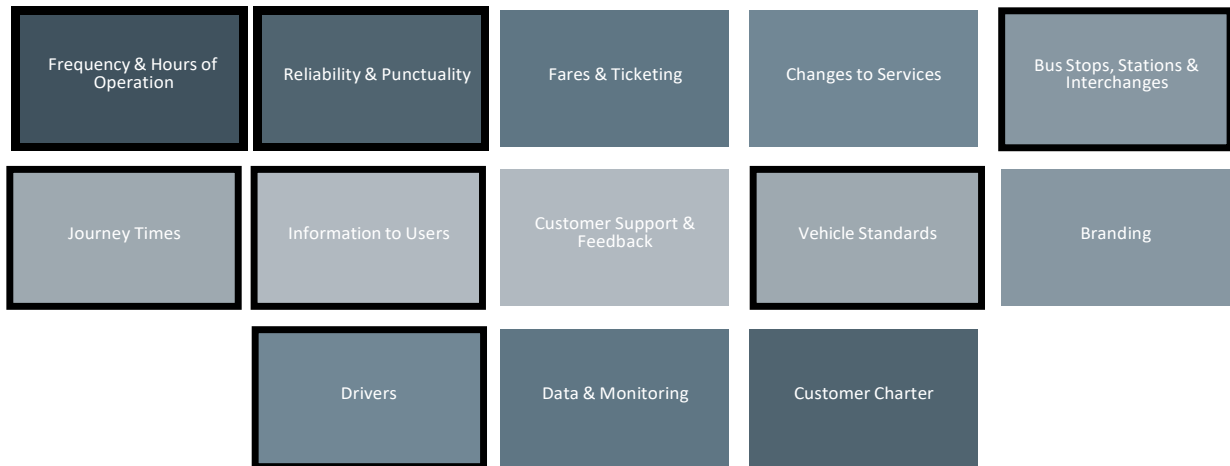 Frequency & Hours of
Operation
Reliability & Punctuality
Fares & Ticketing
Changes to Services
Bus Stops, Stations &
Interchanges
Journey Times
Information to Users
Customer Support &
Feedback
Vehicle Standards
Branding
Drivers
Data & Monitoring
Customer Charter